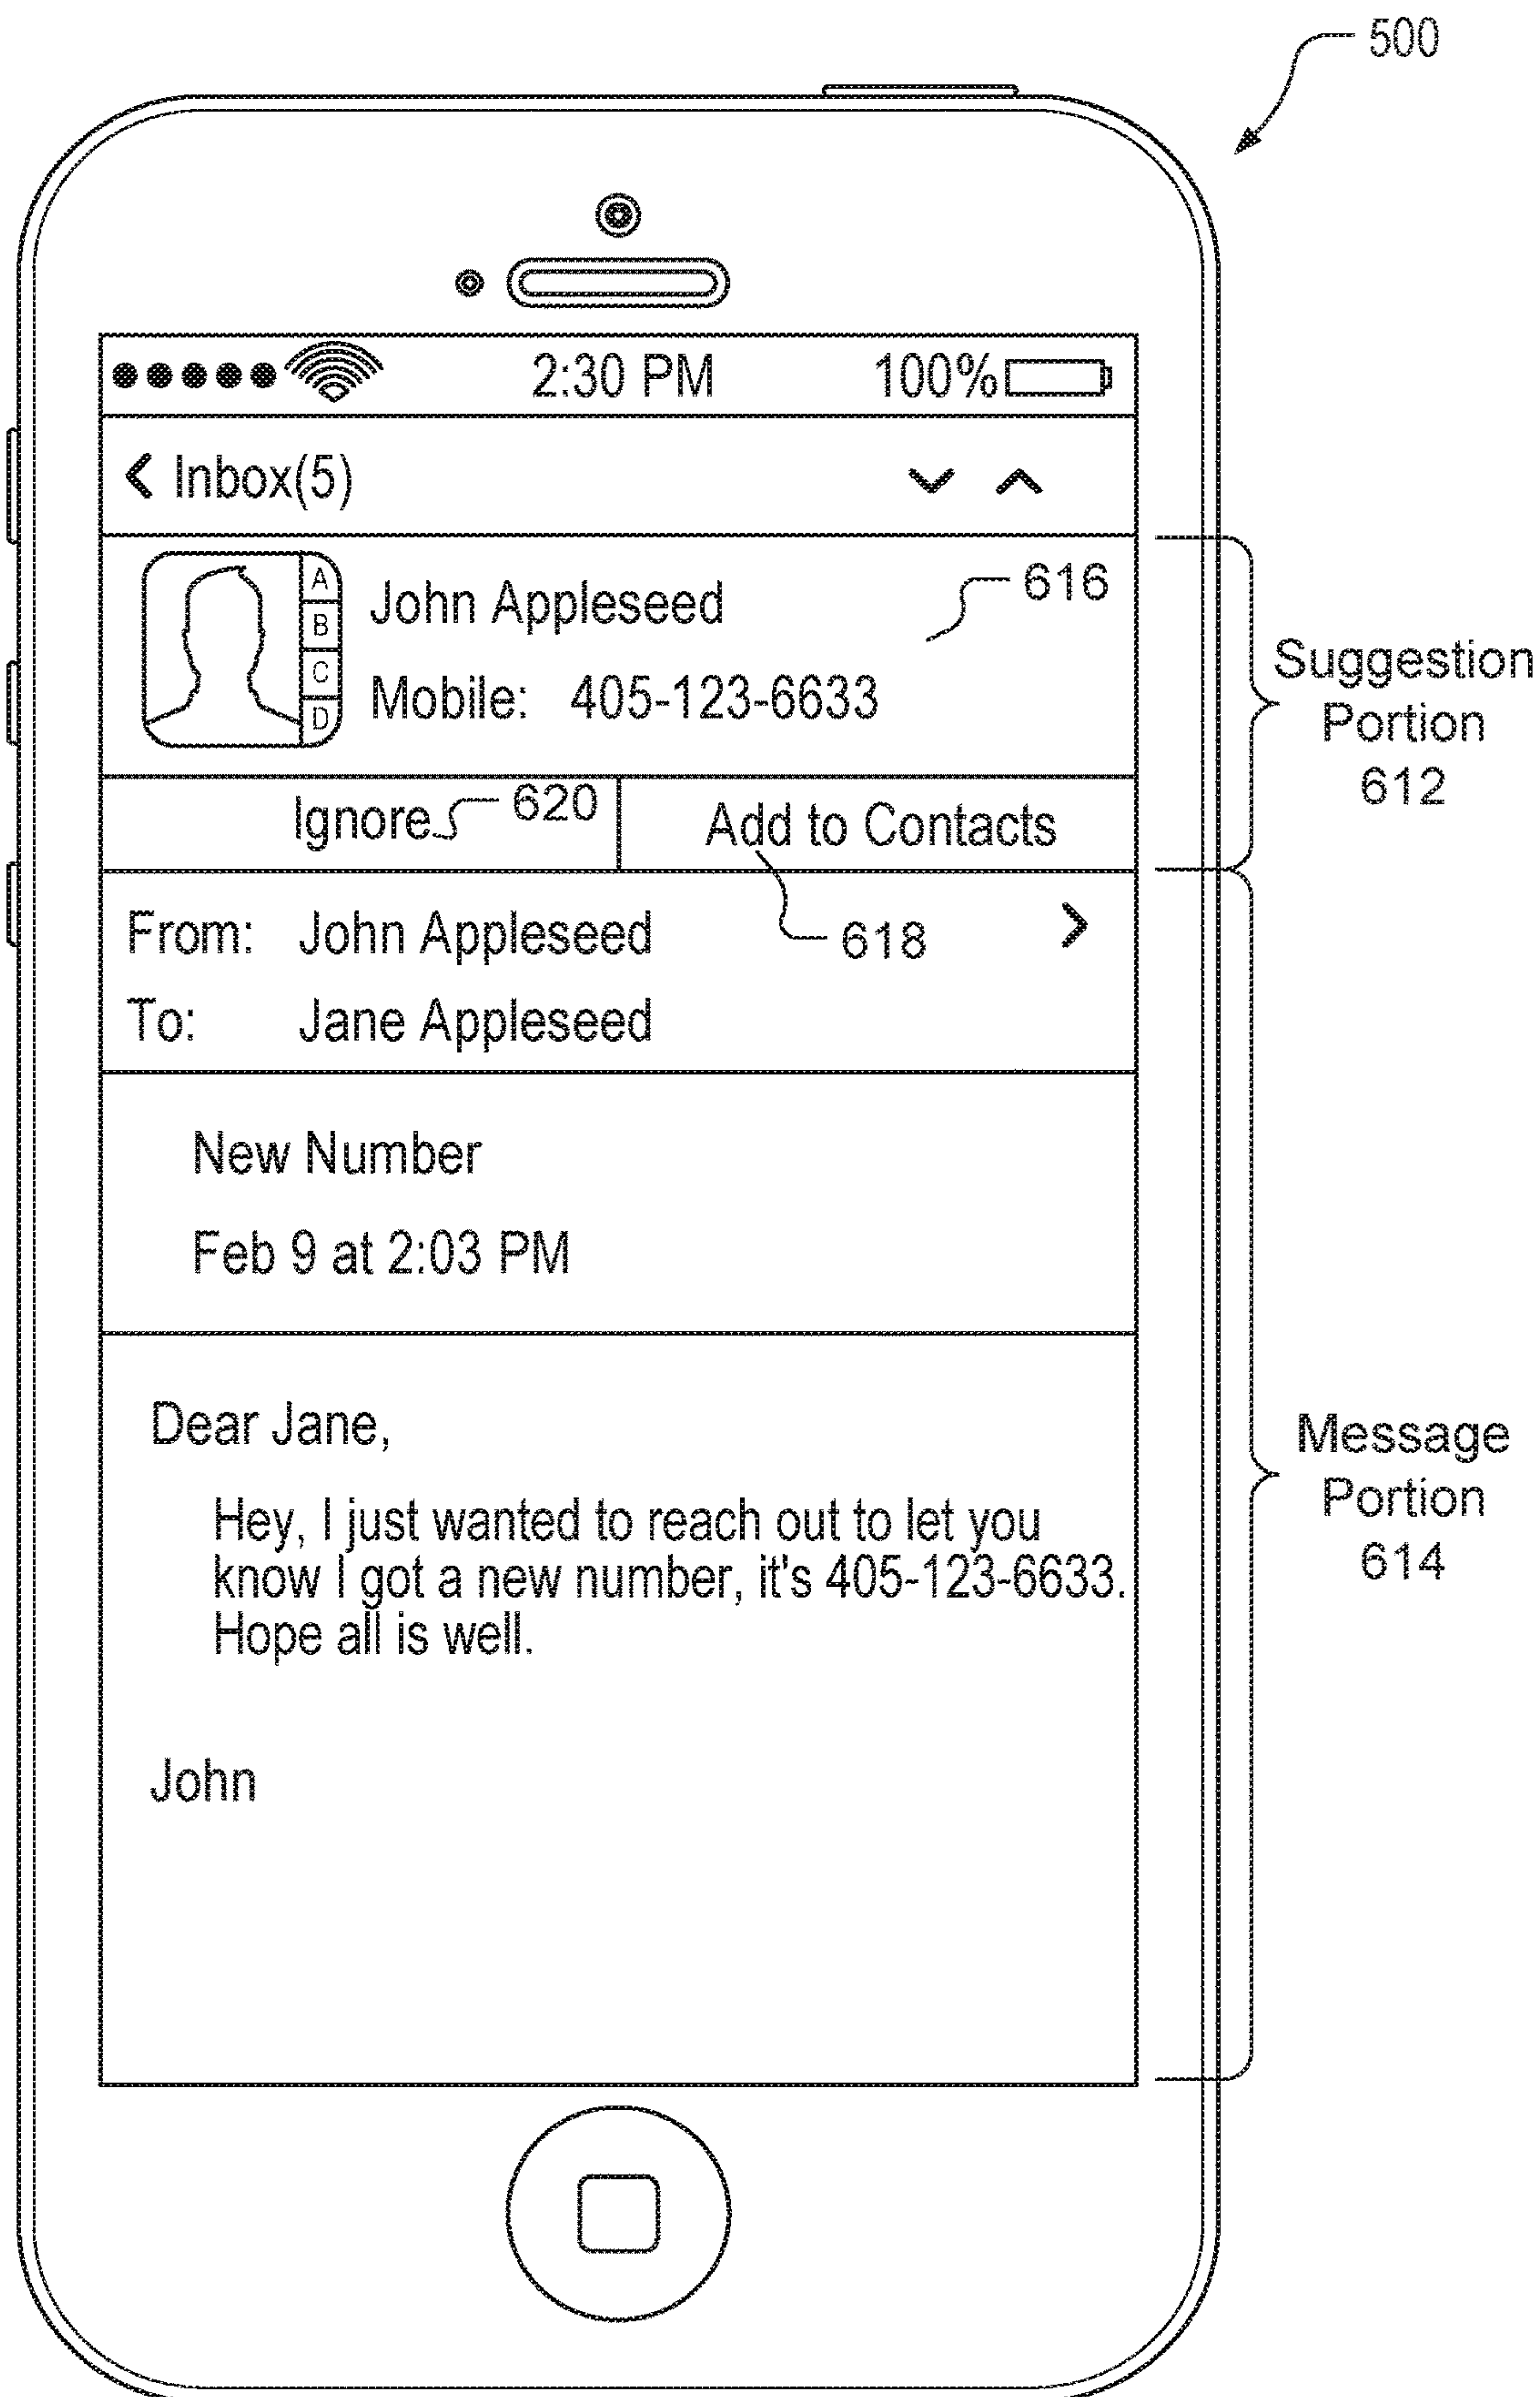 500
2:30 PM 100%
Inbox(5)
A
B
C
D
John Appleseed
616
Mobile: 405-123-6633
Suggestion
Portion
612
Ignore 620 Add to Contacts
From: John Appleseed 618
To: Jane Appleseed
New Number
Feb 9 at 2:03 PM
Dear Jane,
Hey, I just wanted to reach out to let you
know I got a new number, it's 405-123-6633.
Hope all is well.
John
Message
Portion
614